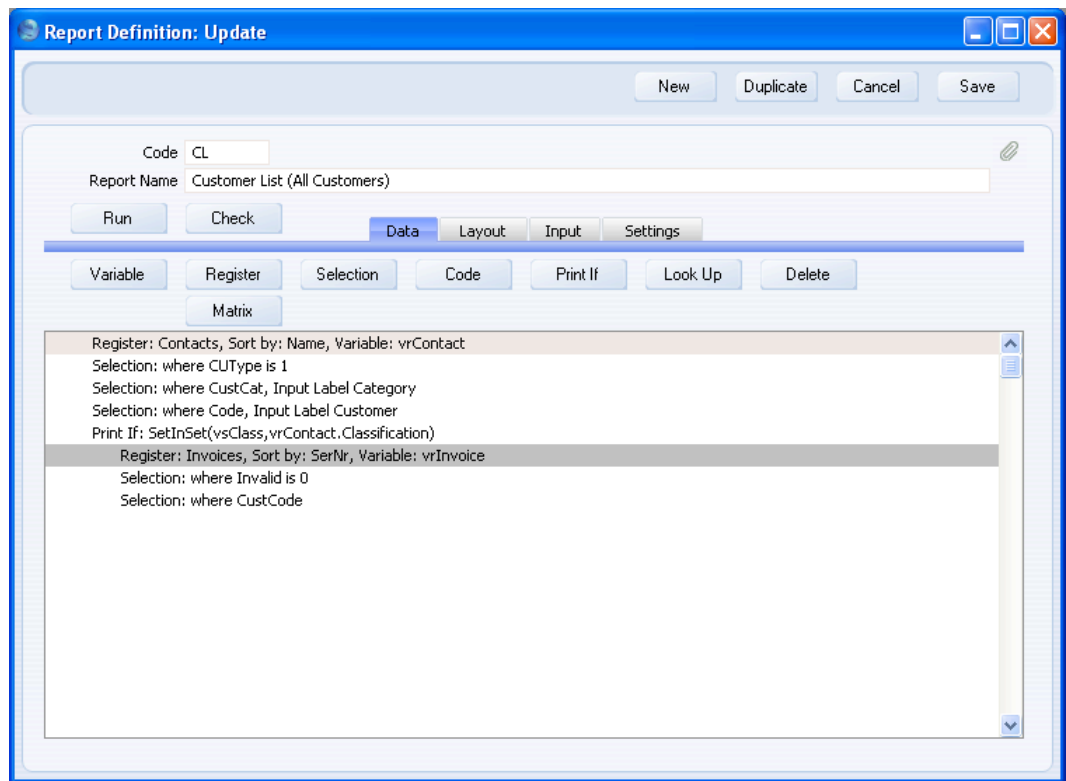 Report Definition: Update
New Duplicate Cancel Save
Code CL
Report Name Customer List (All Customers)
Run Check Data Layout Input Settings
Variable Register Selection Code Print If Look Up Delete
Matrix
Register: Contacts, Sort by: Name, Variable: vrContact
Selection: where CUType is 1
Selection: where CustCat, Input Label Category
Selection: where Code, Input Label Customer
Print If: SetInSet(vsClass,vrContact.Classification)
Register: Invoices, Sort by: SerNr, Variable: vrInvoice
Selection: where Invalid is 0
Selection: where CustCode